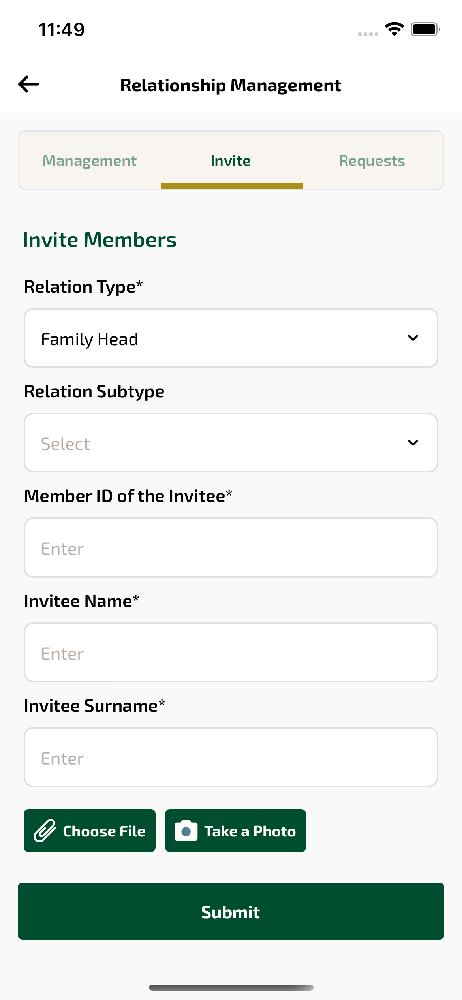 11:49
Relationship Management
Management Invite Requests
Invite Members
Relation Type*
Family Head
Relation Subtype
Select
Member ID of the Invitee*
Enter
Invitee Name*
Enter
Invitee Surname*
Enter
Choose File Take a Photo
Submit